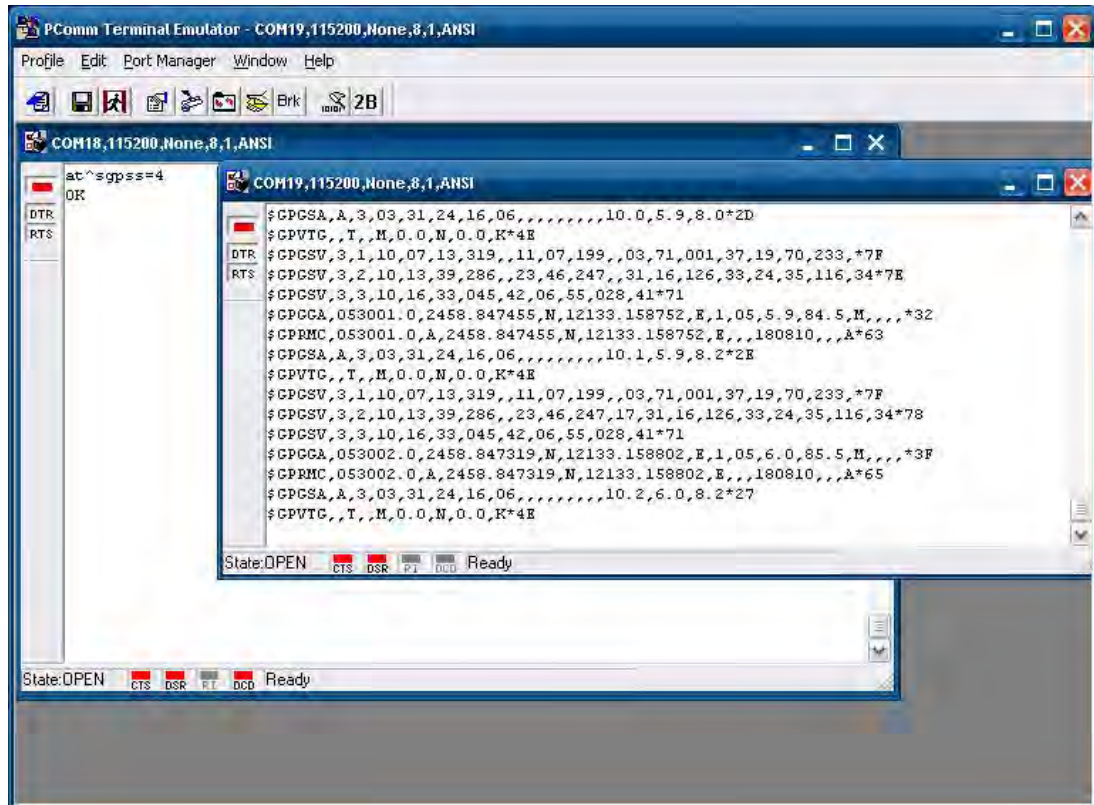 PComm Terminal Emulator - COM19,115200,None,8,1,ANSI
Profile Edit Port Manager Window Help
Brk 2B
COM18,115200,None,8,1,ANSI
at^sgpss=4
OK
DTR
RTS
COM19,115200,None,8,1,ANSI
DTR
RTS
$GPGSA,A,3,03,31,24,16,06,,,,,,,,10.0,5.9,8.0*2D
$GPVTG,,T,,M,0.0,N,0.0,K*4E
$GPGSV,3,1,10,07,13,319,,11,07,199,,03,71,001,37,19,70,233,*7F
$GPGSV,3,2,10,13,39,286,,23,46,247,,31,16,126,33,24,35,116,34*7E
$GPGSV,3,3,10,16,33,045,42,06,55,028,41*71
$GPGGA,053001.0,2458.847455,N,12133.158752,E,1,05,5.9,84.5,M,,,,*32
$GPRMC,053001.0,A,2458.847455,N,12133.158752,E,,,180810,,,A*63
$GPGSA,A,3,03,31,24,16,06,,,,,,,,10.1,5.9,8.2*2E
$GPVTG,,T,,M,0.0,N,0.0,K*4E
$GPGSV,3,1,10,07,13,319,,11,07,199,,03,71,001,37,19,70,233,*7F
$GPGSV,3,2,10,13,39,286,,23,46,247,17,31,16,126,33,24,35,116,34*78
$GPGSV,3,3,10,16,33,045,42,06,55,028,41*71
$GPGGA,053002.0,2458.847319,N,12133.158802,E,1,05,6.0,85.5,M,,,,*3F
$GPRMC,053002.0,A,2458.847319,N,12133.158802,E,,,180810,,,A*65
$GPGSA,A,3,03,31,24,16,06,,,,,,,,10.2,6.0,8.2*27
$GPVTG,,T,,M,0.0,N,0.0,K*4E
State:OPEN CTS DSR RI DCD Ready
State:OPEN CTS DSR RI DCD Ready